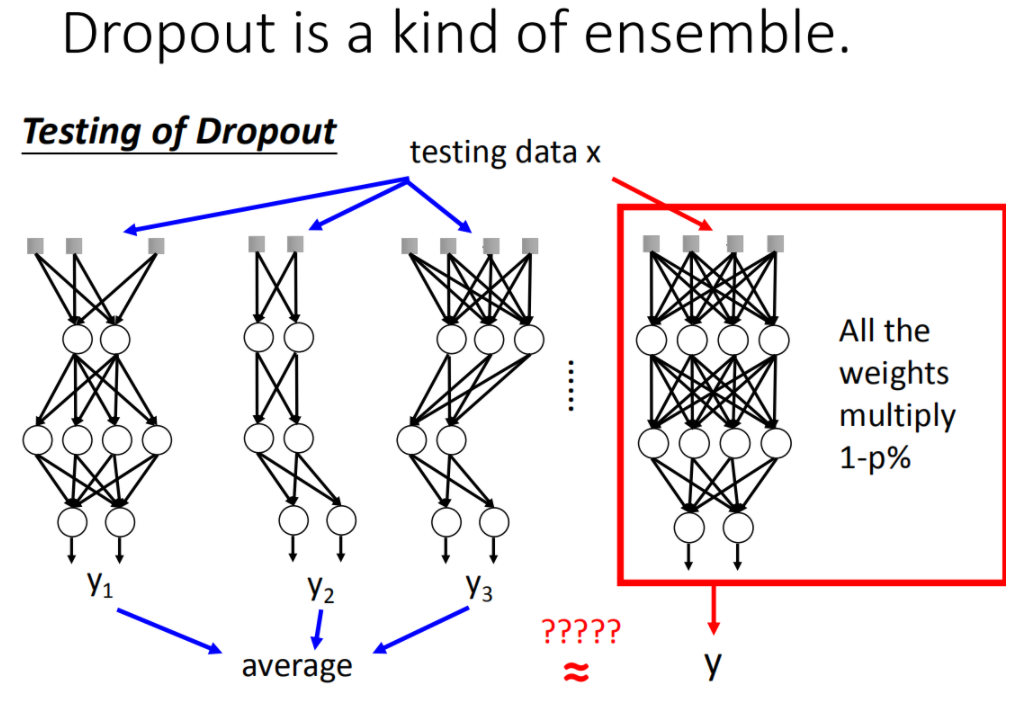 Dropout is a kind of ensemble.
Testing of Dropout
testing data x
......
All the
weights
multiply
1-p%
y₁
y₂
y₃
?????
≈
average
y